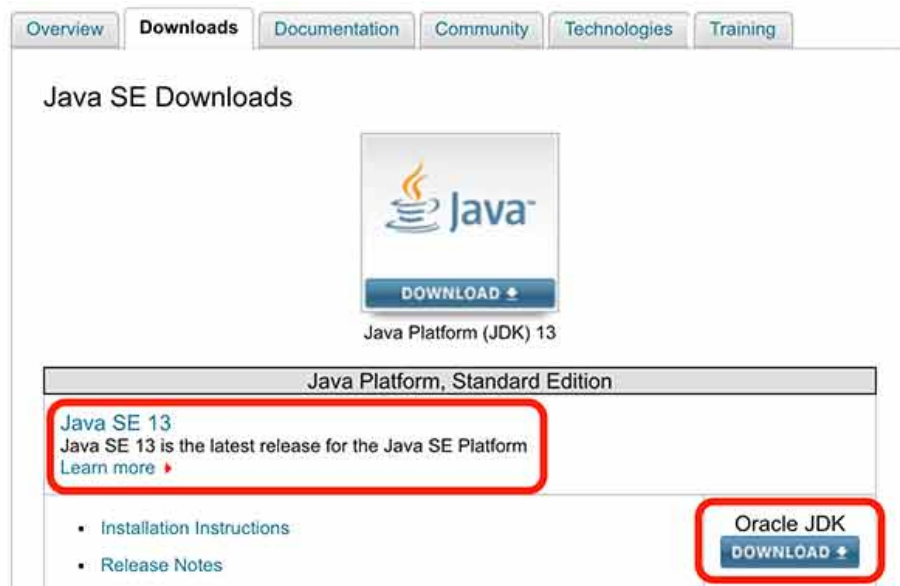 Overview Downloads Documentation Community Technologies Training
Java SE Downloads
Java™
DOWNLOAD
Java Platform (JDK) 13
Java Platform, Standard Edition
Java SE 13
Java SE 13 is the latest release for the Java SE Platform
Learn more
Installation Instructions
Release Notes
Oracle JDK
DOWNLOAD